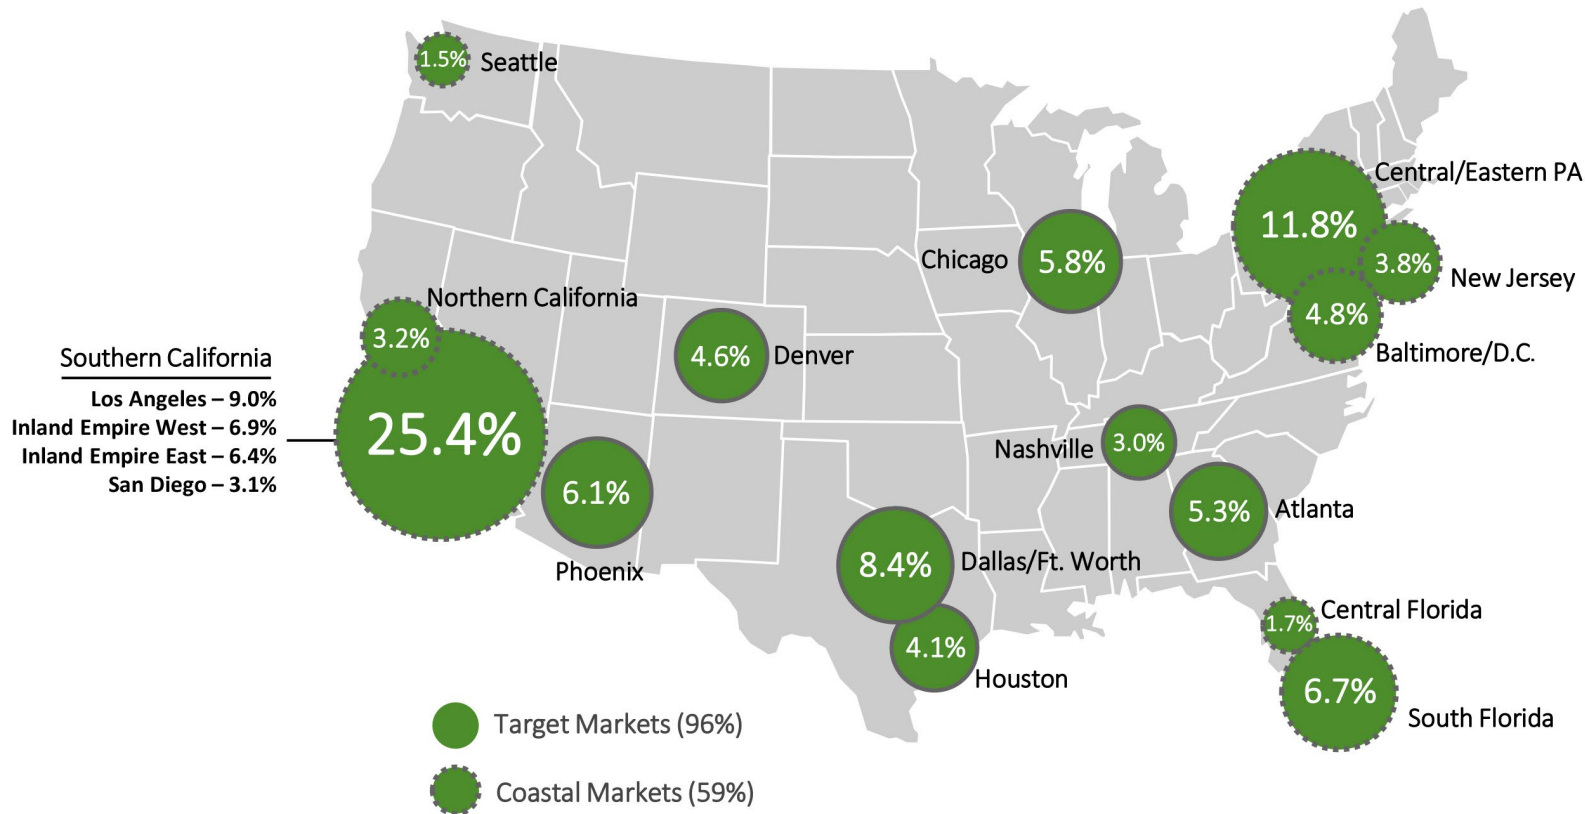 1.5%
Seattle
Central/Eastern PA
11.8%
3.8%
New Jersey
4.8%
Baltimore/D.C.
Chicago
5.8%
Northern California
3.2%
Southern California
Los Angeles – 9.0%
Inland Empire West – 6.9%
Inland Empire East – 6.4%
San Diego – 3.1%
25.4%
4.6%
Denver
Nashville
3.0%
6.1%
Phoenix
5.3%
Atlanta
8.4%
Dallas/Ft. Worth
4.1%
Houston
Central Florida
1.7%
6.7%
South Florida
Target Markets (96%)
Coastal Markets (59%)